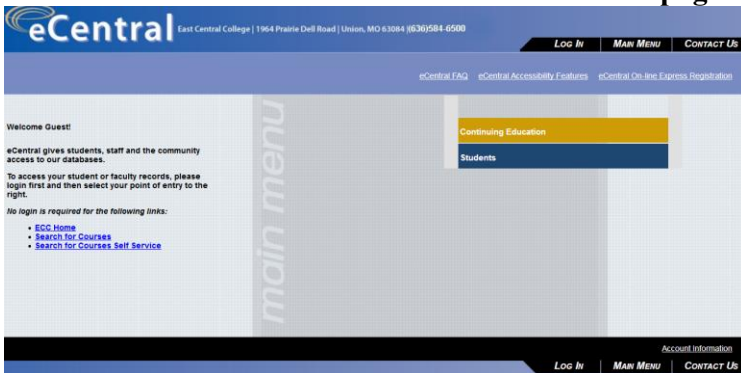 pag
eCentral East Central College | 1964 Prairie Dell Road | Union, MO 63084 |(636)584-6500
LOG IN MAIN MENU CONTACT US
eCentral FAQ eCentral Accessibility Features eCentral On-line Express Registration
Welcome Guest!
eCentral gives students, staff and the community
access to our databases.
To access your student or faculty records, please
login first and then select your point of entry to the
right.
No login is required for the following links:
• ECC Home
• Search for Courses
• Search for Courses Self Service
main menu
Continuing Education
Students
Account Information
LOG IN MAIN MENU CONTACT US